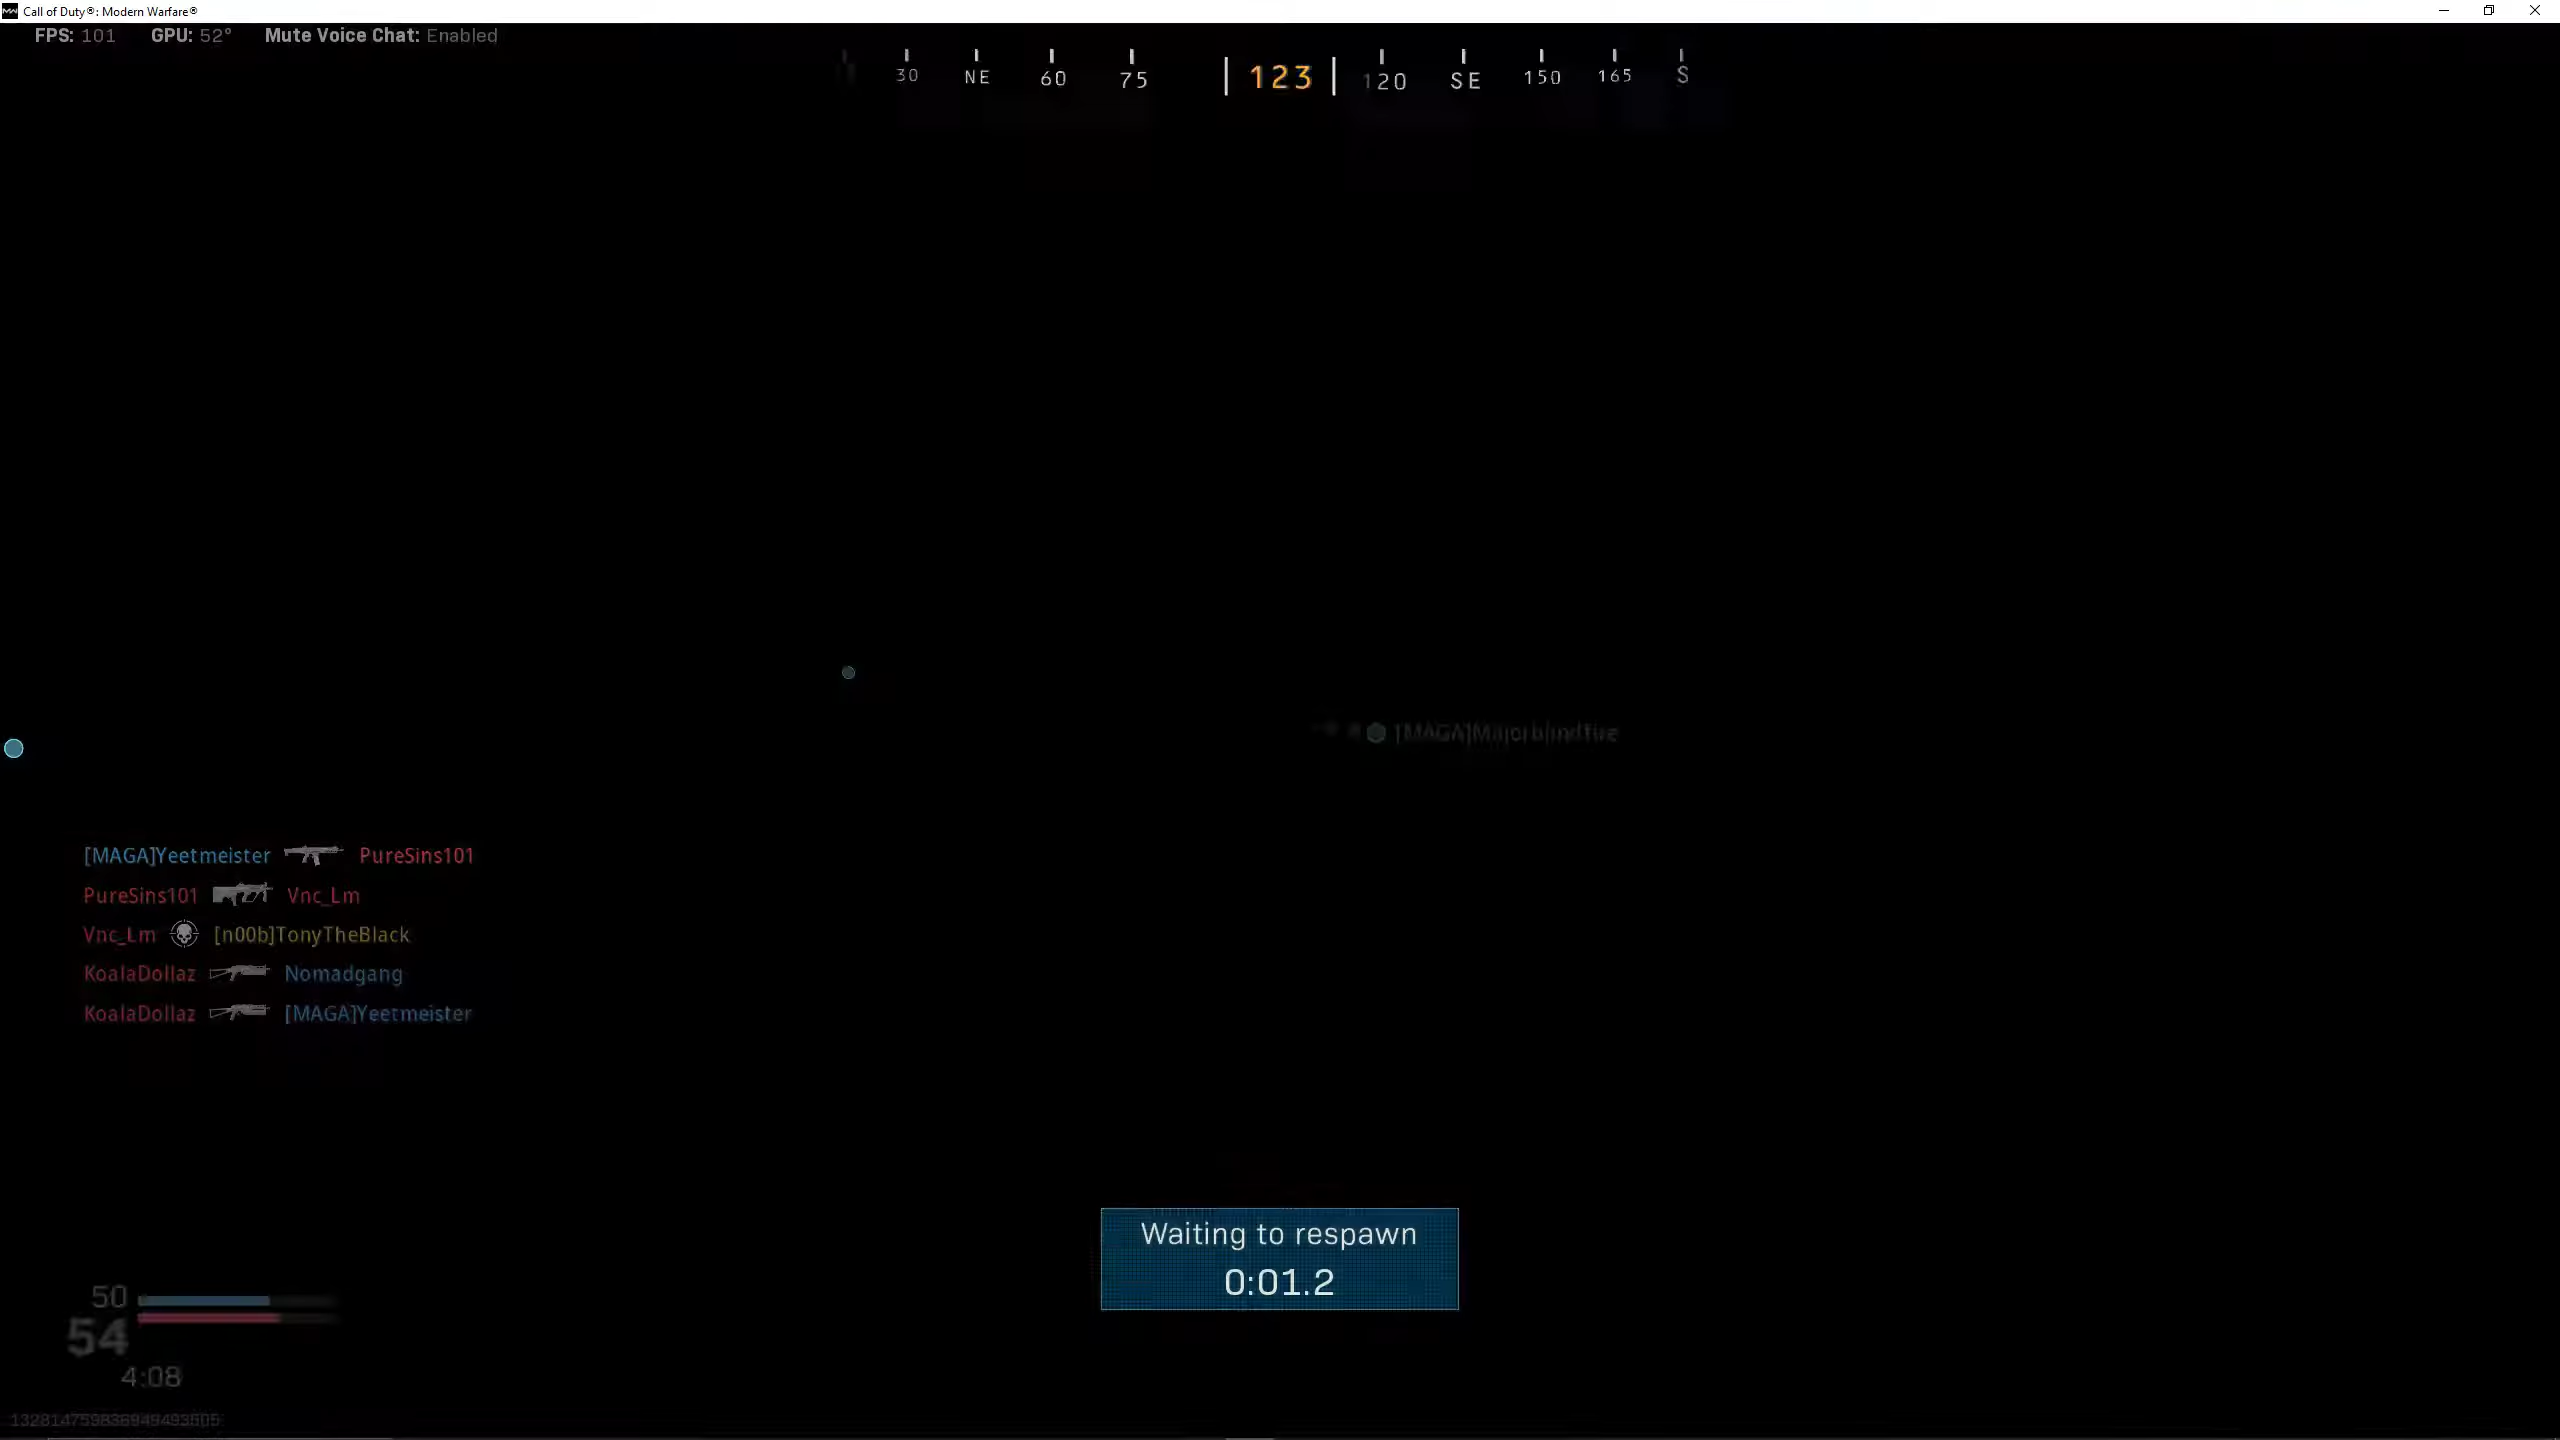 Call of Duty®: Modern Warfare®
FPS: 101 GPU: 52° Mute Voice Chat: Enabled
30 NE 60 75 123 120 SE 150 165 S
[MAGA]Majorblindfire
[MAGA]Yeetmeister PureSins101
PureSins101 Vnc_Lm
Vnc_Lm [n00b]TonyTheBlack
KoalaDollaz Nomadgang
KoalaDollaz [MAGA]Yeetmeister
Waiting to respawn
0:01.2
50
54
4:08